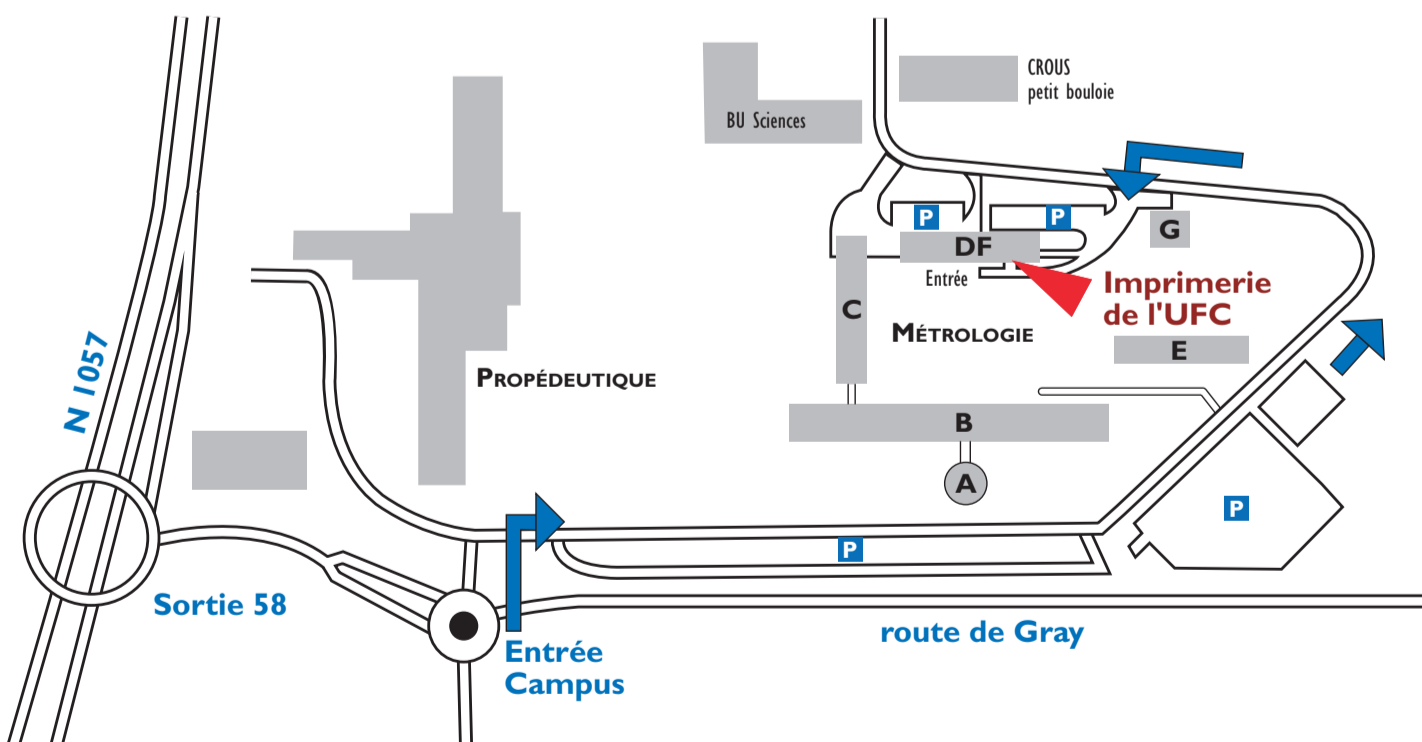 CROUS
petit bouloie
BU Sciences
P
P
G
DF
Entrée
Imprimerie
de l'UFC
C
MÉTROLOGIE
E
N 1057
PROPÉDEUTIQUE
B
A
P
P
Sortie 58
route de Gray
Entrée
Campus